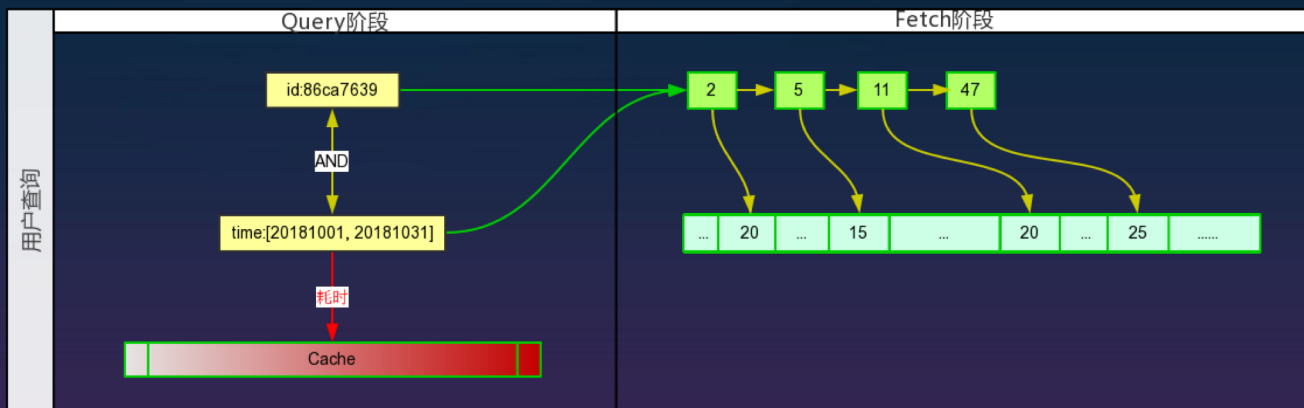 Query阶段
Fetch阶段
用户查询
id:86ca7639
AND
time:[20181001, 20181031]
耗时
Cache
2
5
11
47
...
20
...
15
...
20
...
25
......